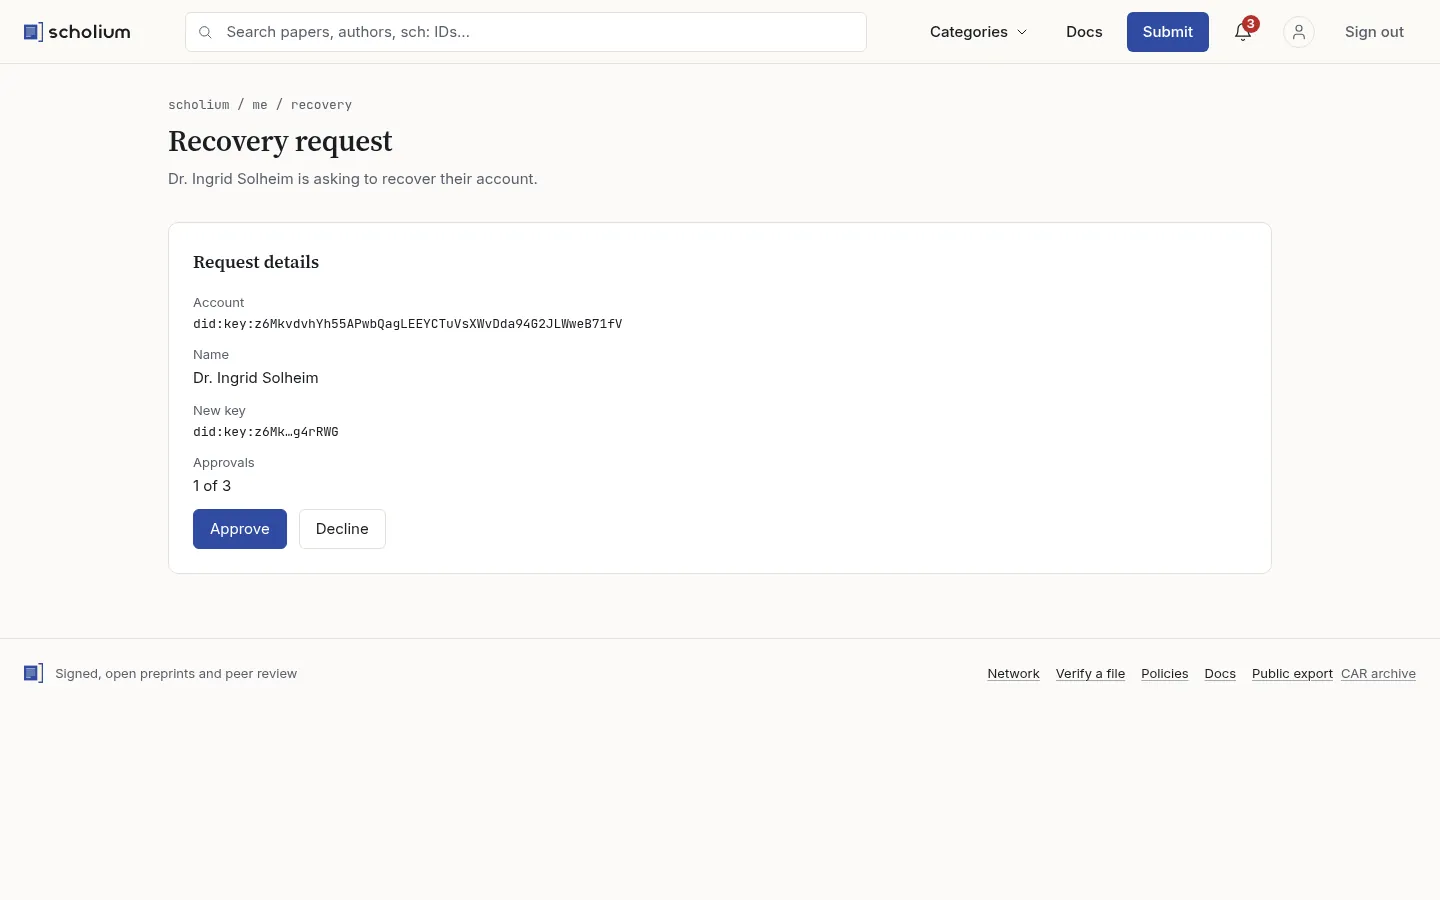 scholium
Search papers, authors, sch: IDs...
Categories
Docs
Submit
3
Sign out
scholium / me / recovery
Recovery request
Dr. Ingrid Solheim is asking to recover their account.
Request details
Account
did:key:z6MkvdvhYh55APwbQagLEEYCTuVsXWvDda94G2JLWweB71fV
Name
Dr. Ingrid Solheim
New key
did:key:z6Mk…g4rRWG
Approvals
1 of 3
Approve
Decline
Signed, open preprints and peer review
Network
Verify a file
Policies
Docs
Public export
CAR archive